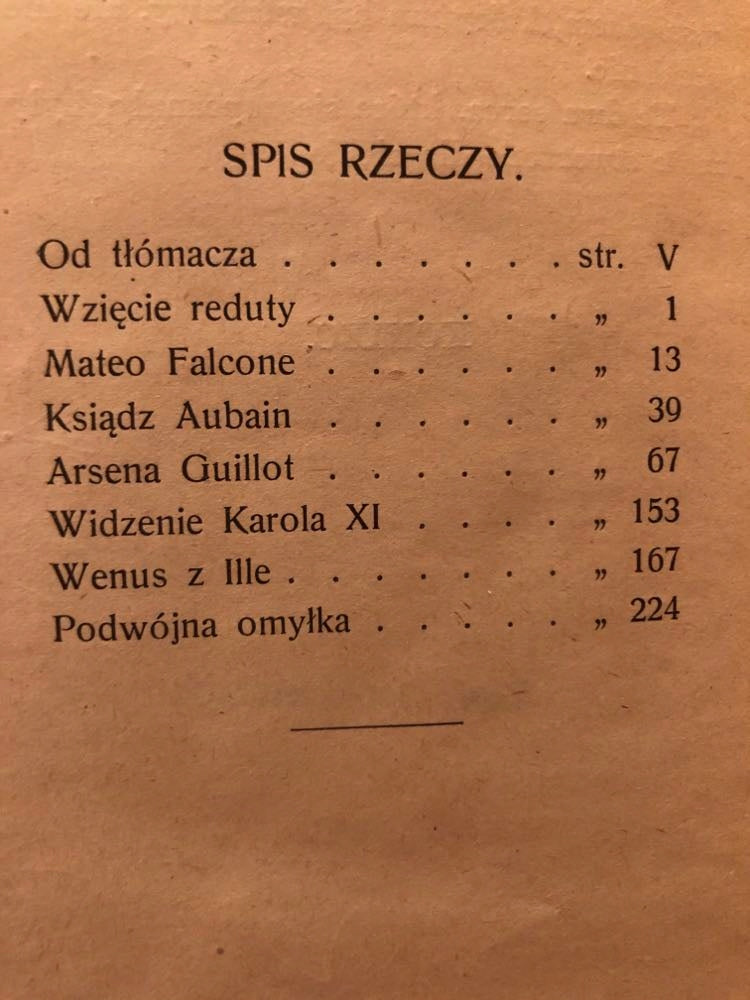 SPIS RZECZY.
Od tłómacza . . . . . . . str. V
Wzięcie reduty . . . . . . „ 1
Mateo Falcone . . . . . . „ 13
Ksiądz Aubain . . . . . . „ 39
Arsena Guillot . . . . . . „ 67
Widzenie Karola XI . . . . „ 153
Wenus z Ille . . . . . . . „ 167
Podwójna omyłka . . . . . „ 224